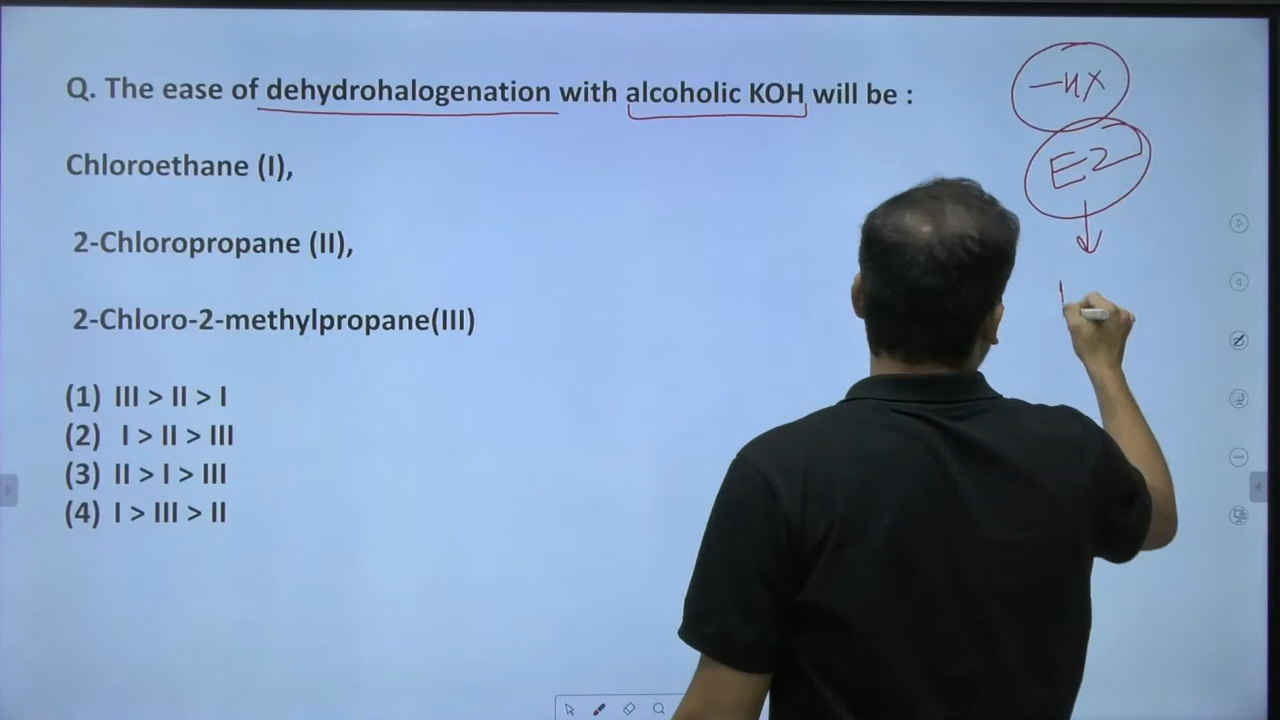 Q. The ease of dehydrohalogenation with alcoholic KOH will be :
Chloroethane (I),
2-Chloropropane (II),
2-Chloro-2-methylpropane(III)
(1) III > II > I
(2) I > II > III
(3) II > I > III
(4) I > III > II
-HX
E2